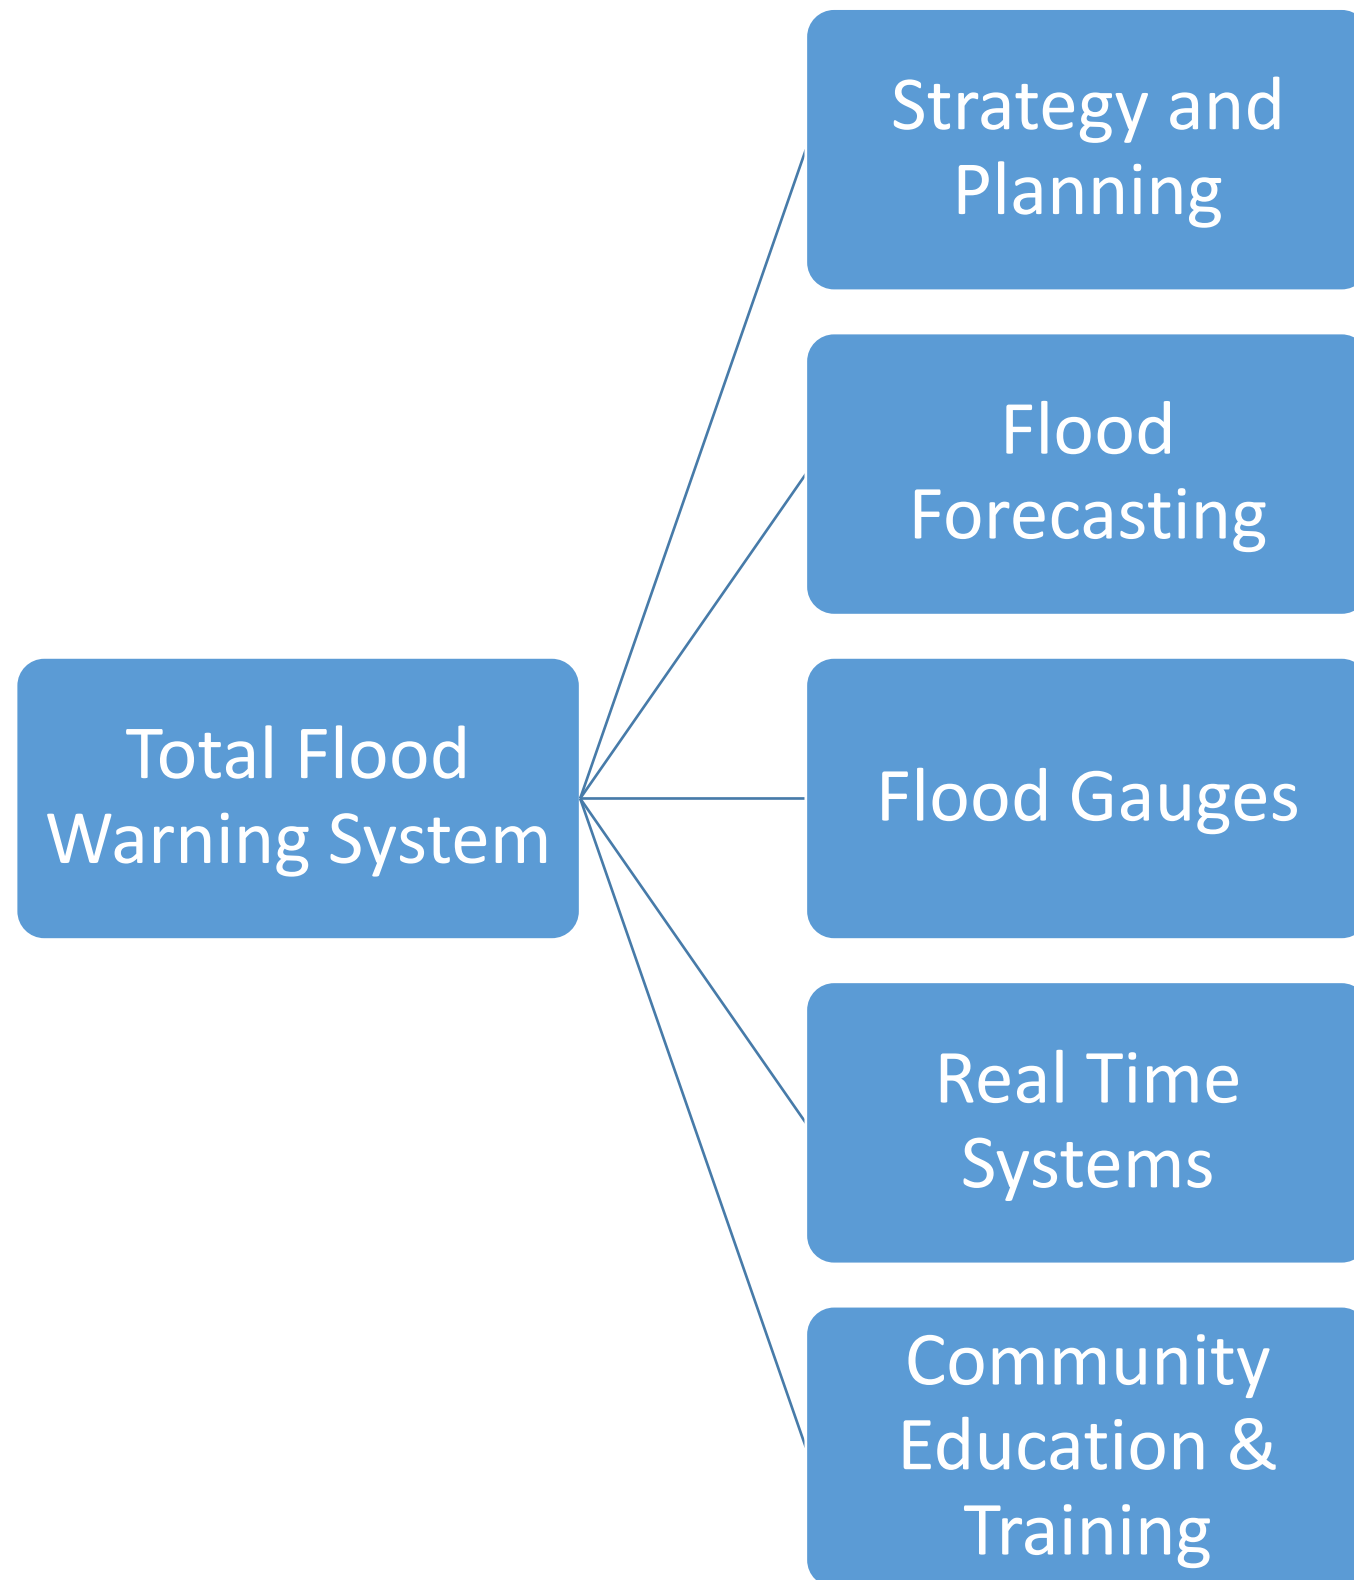 Strategy and
Planning
Flood
Forecasting
Total Flood
Warning System
Flood Gauges
Real Time
Systems
Community
Education &
Training